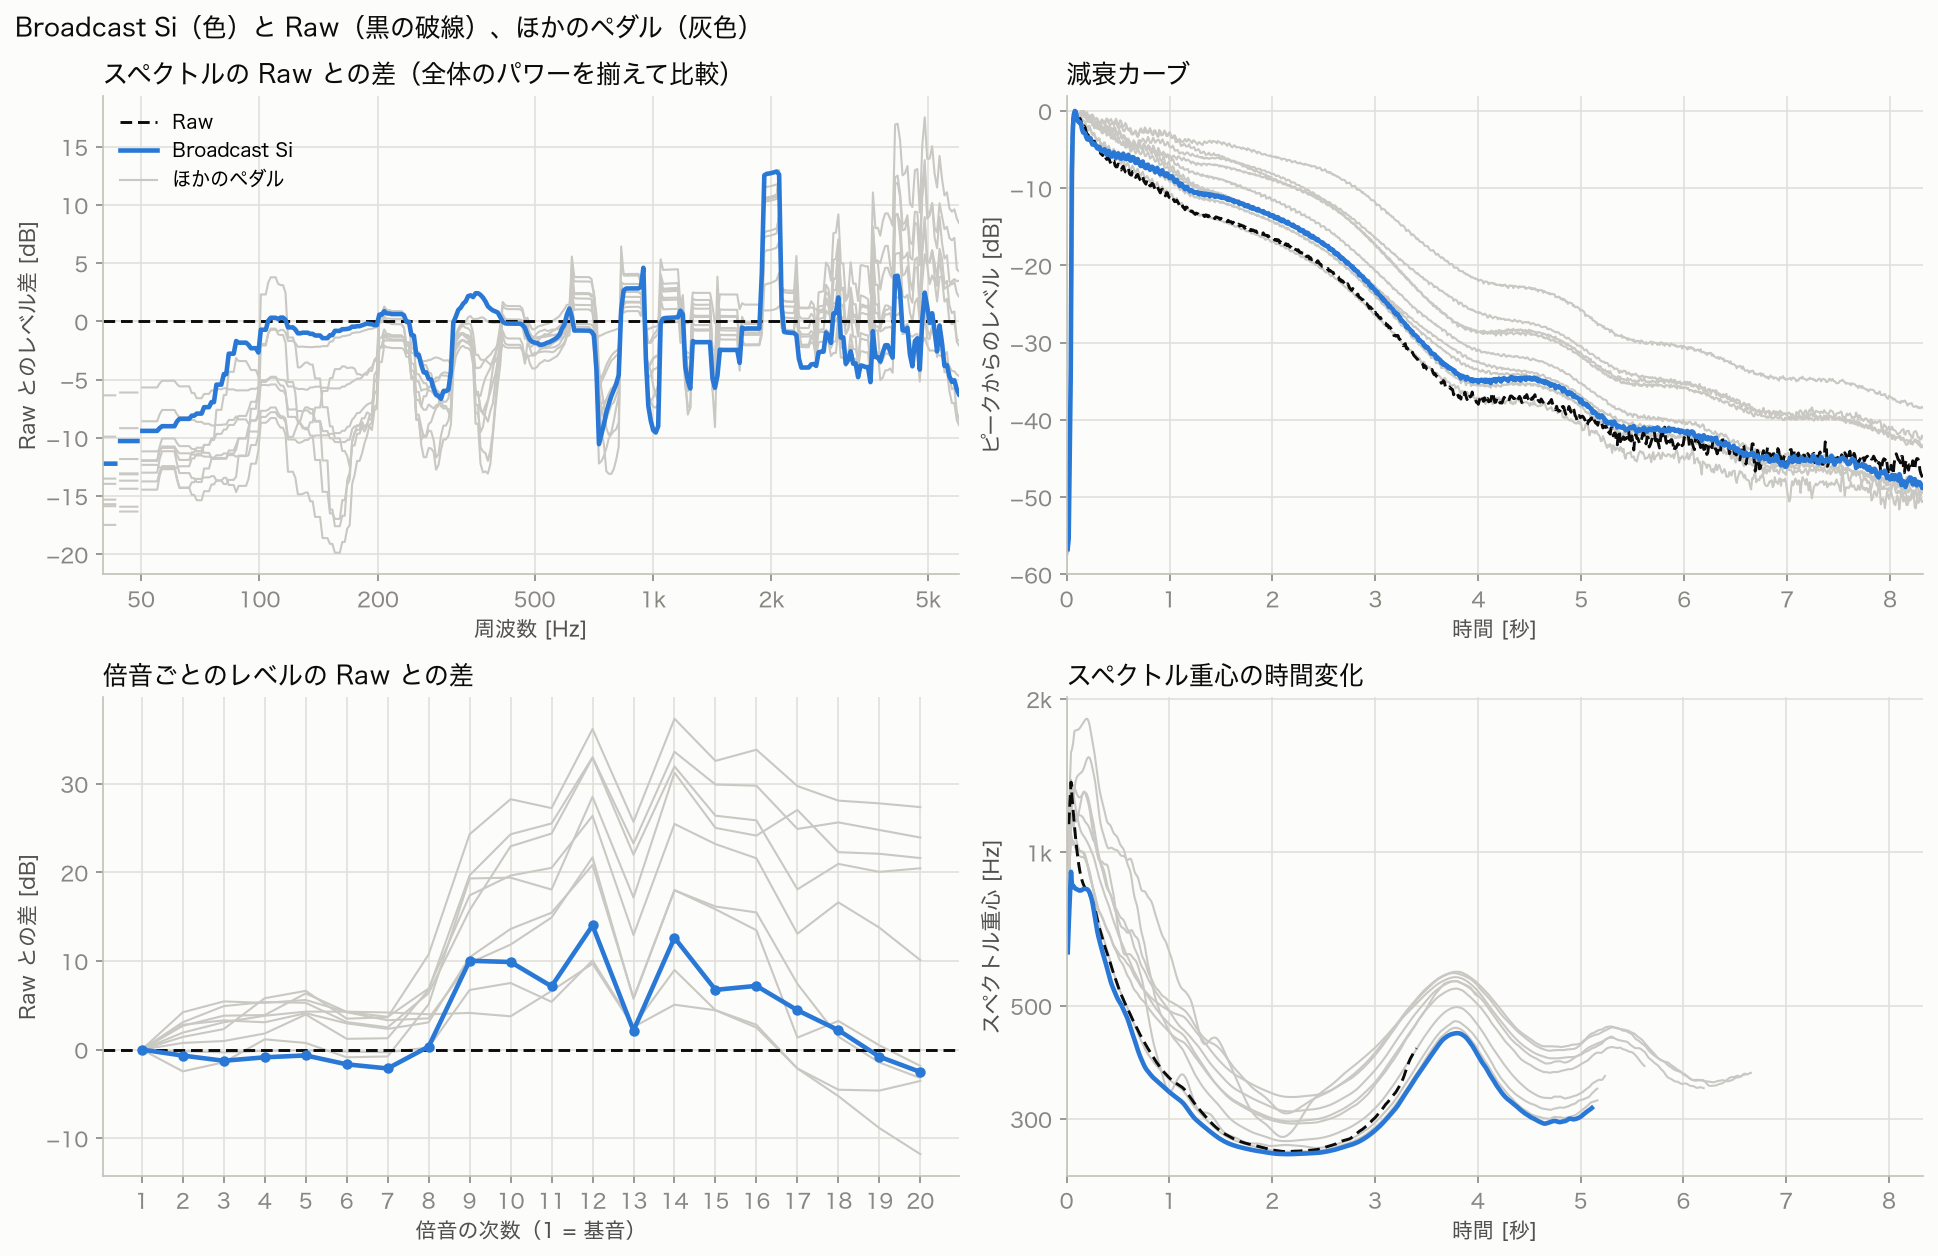 Broadcast Si（色）と Raw（黒の破線）、ほかのペダル（灰色）
スペクトルの Raw との差（全体のパワーを揃えて比較）
Raw
Broadcast Si
ほかのペダル
Raw とのレベル差 [dB]
15
10
5
0
−5
−10
−15
−20
50 100 200 500 1k 2k 5k
周波数 [Hz]
減衰カーブ
ピークからのレベル [dB]
0
−10
−20
−30
−40
−50
−60
0 1 2 3 4 5 6 7 8
時間 [秒]
倍音ごとのレベルの Raw との差
Raw との差 [dB]
30
20
10
0
−10
1 2 3 4 5 6 7 8 9 10 11 12 13 14 15 16 17 18 19 20
倍音の次数（1 = 基音）
スペクトル重心の時間変化
スペクトル重心 [Hz]
2k
1k
500
300
0 1 2 3 4 5 6 7 8
時間 [秒]